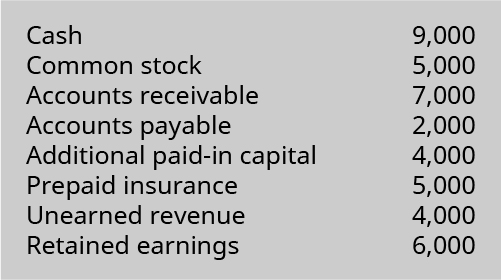 Cash 9,000
Common stock 5,000
Accounts receivable 7,000
Accounts payable 2,000
Additional paid-in capital 4,000
Prepaid insurance 5,000
Unearned revenue 4,000
Retained earnings 6,000